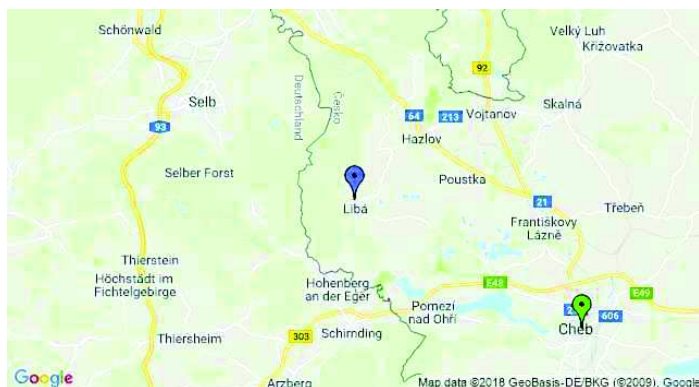 Schönwald
Velký Luh
Křižovatka
92
Selb
Deutschland
Česko
Skalná
64
213
Vojtanov
93
Hazlov
Selber Forst
Poustka
Libá
21
Třebeň
Františkovy
Lázně
Thierstein
Höchstädt im
Fichtelgebirge
Hohenberg
an der Eger
E48
E49
Pomezí
nad Ohří
606
Cheb
Thiersheim
303
Schirnding
Arzberg
Google
Map data ©2018 GeoBasis-DE/BKG (©2009), Google